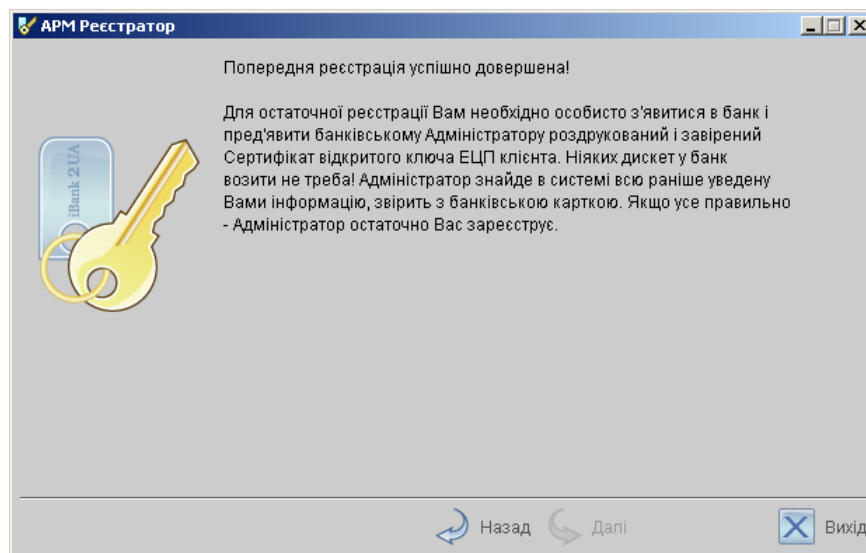 АРМ Реєстратор
Попередня реєстрація успішно довершена!
Для остаточної реєстрації Вам необхідно особисто з'явитися в банк і
пред'явити банківському Адміністратору роздрукований і завірений
Сертифікат відкритого ключа ЕЦП клієнта. Ніяких дискет у банк
возити не треба! Адміністратор знайде в системі всю раніше уведену
Вами інформацію, звірить з банківською карткою. Якщо усе правильно
- Адміністратор остаточно Вас зареєструє.
iBank 2 UA
Назад
Далі
Вихід